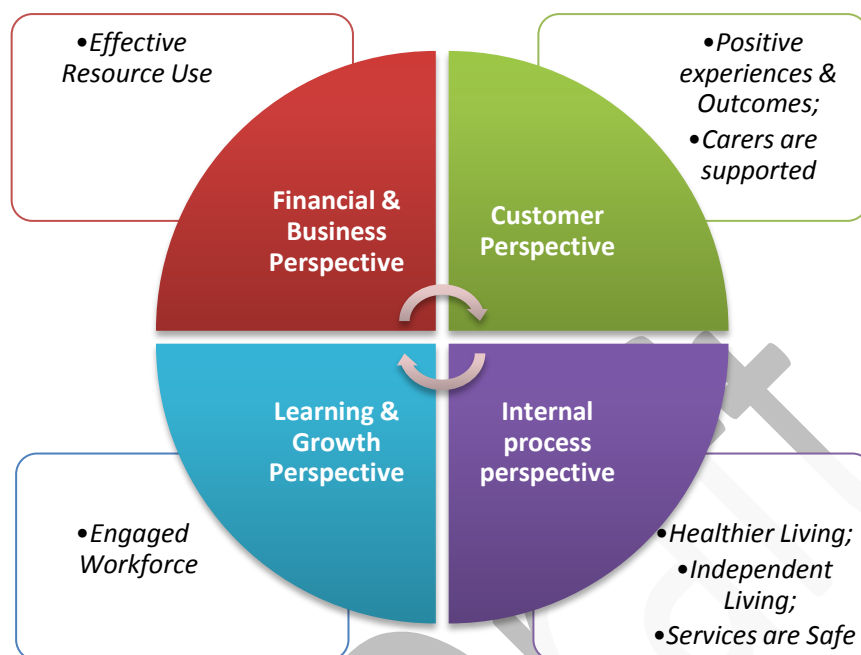 •Effective
Resource Use
•Positive
experiences &
Outcomes;
•Carers are
supported
Financial &
Business
Perspective
Customer
Perspective
Learning &
Growth
Perspective
Internal
process
perspective
•Engaged
Workforce
•Healthier Living;
•Independent
Living;
•Services are Safe